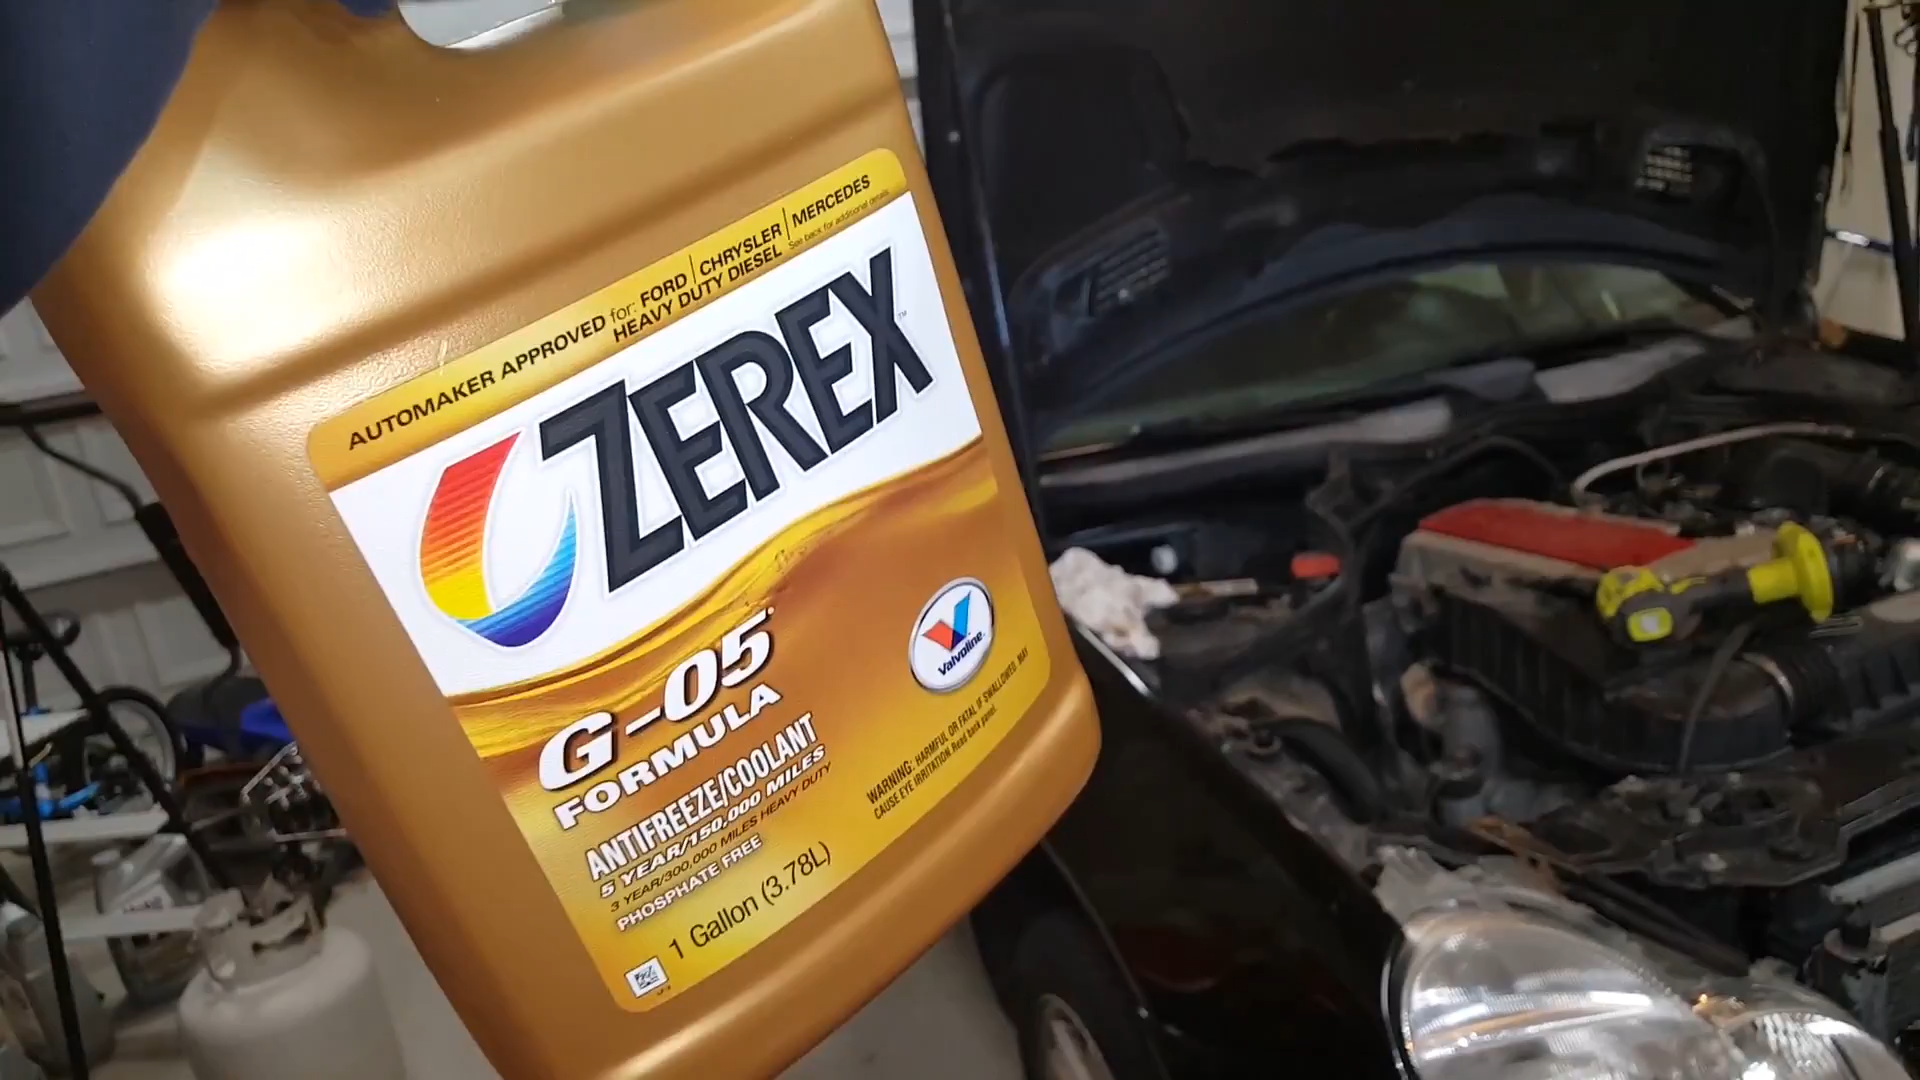 AUTOMAKER APPROVED for: FORD | CHRYSLER | MERCEDES
HEAVY DUTY DIESEL
See back for additional details.
ZEREX™
G-05
FORMULA
ANTIFREEZE/COOLANT
5 YEAR/150,000 MILES
3 YEAR/300,000 MILES HEAVY DUTY
PHOSPHATE FREE
1 Gallon (3.78L)
Valvoline
WARNING: HARMFUL OR FATAL IF SWALLOWED. MAY
CAUSE EYE IRRITATION. Read back panel.